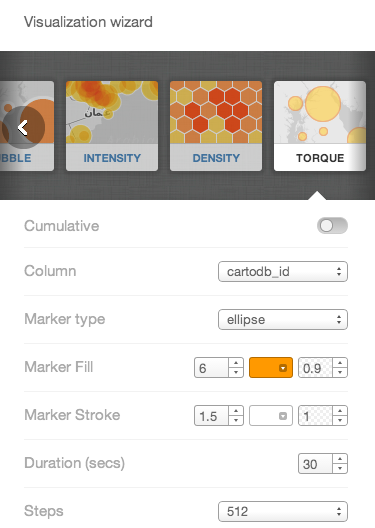 Visualization wizard
عمان
BBLE INTENSITY DENSITY TORQUE
Cumulative
Column cartodb_id
Marker type ellipse
Marker Fill 6 0.9
Marker Stroke 1.5 1
Duration (secs) 30
Steps 512